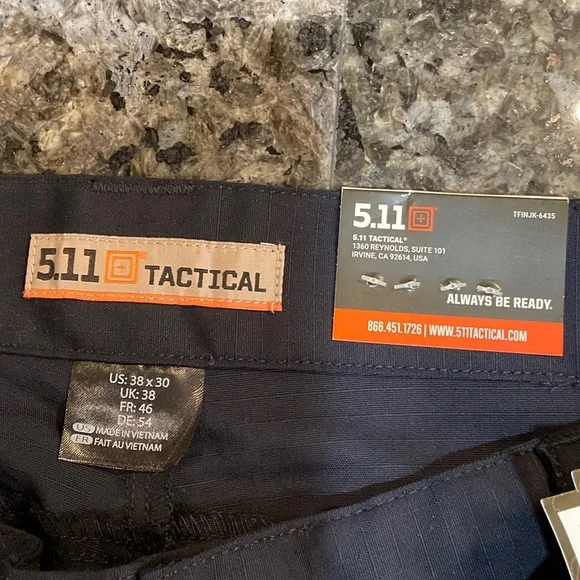 5.11 TACTICAL
5.11
TFINJK-6435
5.11 TACTICAL®
1360 REYNOLDS, SUITE 101
IRVINE, CA 92614, USA
ALWAYS BE READY.
866.451.1726 | WWW.511TACTICAL.COM
US: 38 x 30
UK: 38
FR: 46
DE: 54
US MADE IN VIETNAM
FR FAIT AU VIETNAM